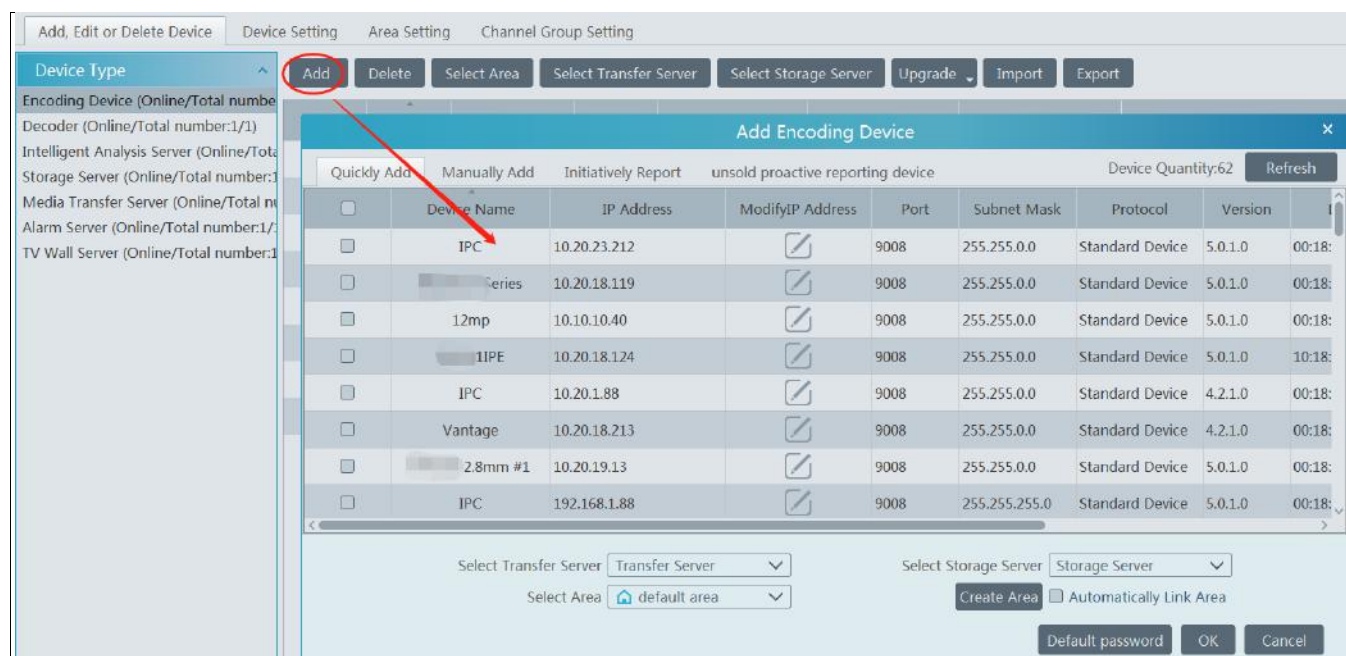 Add, Edit or Delete Device Device Setting Area Setting Channel Group Setting
Device Type Add Delete Select Area Select Transfer Server Select Storage Server Upgrade Import Export
Encoding Device (Online/Total numbe
Decoder (Online/Total number:1/1)
Intelligent Analysis Server (Online/Tota
Storage Server (Online/Total number:1
Media Transfer Server (Online/Total nu
Alarm Server (Online/Total number:1/
TV Wall Server (Online/Total number:1
Add Encoding Device
Quickly Add Manually Add Initiatively Report unsold proactive reporting device Device Quantity:62 Refresh
Device Name IP Address ModifyIP Address Port Subnet Mask Protocol Version
IPC 10.20.23.212 9008 255.255.0.0 Standard Device 5.0.1.0 00:18:
Series 10.20.18.119 9008 255.255.0.0 Standard Device 5.0.1.0 00:18:
12mp 10.10.10.40 9008 255.255.0.0 Standard Device 5.0.1.0 00:18:
1IPE 10.20.18.124 9008 255.255.0.0 Standard Device 5.0.1.0 10:18:
IPC 10.20.1.88 9008 255.255.0.0 Standard Device 4.2.1.0 00:18:
Vantage 10.20.18.213 9008 255.255.0.0 Standard Device 4.2.1.0 00:18:
2.8mm #1 10.20.19.13 9008 255.255.0.0 Standard Device 5.0.1.0 00:18:
IPC 192.168.1.88 9008 255.255.255.0 Standard Device 5.0.1.0 00:18:
Select Transfer Server Transfer Server Select Storage Server Storage Server
Select Area default area Create Area Automatically Link Area
Default password OK Cancel